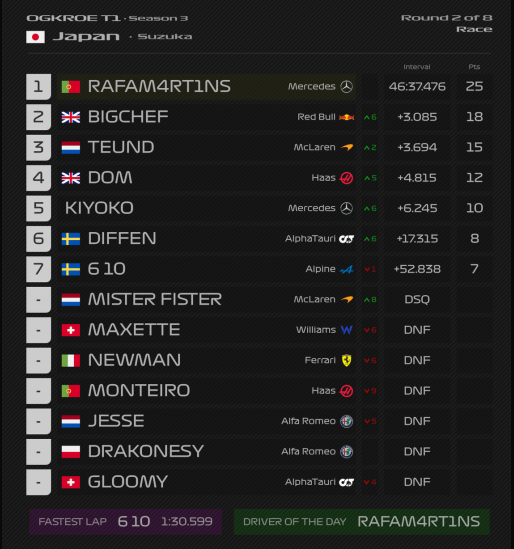 OGKROE T1 · Season 3
Round 2 of 8
Japan · Suzuka
Race
Interval Pts
1 RAFAM4RT1NS Mercedes 46:37.476 25
2 BIGCHEF Red Bull 6 +3.085 18
3 TEUND McLaren 2 +3.694 15
4 DOM Haas 5 +4.815 12
5 KIYOKO Mercedes 6 +6.245 10
6 DIFFEN AlphaTauri 6 +17.315 8
7 6 10 Alpine 1 +52.838 7
- MISTER FISTER McLaren 8 DSQ
- MAXETTE Williams 6 DNF
- NEWMAN Ferrari 6 DNF
- MONTEIRO Haas 9 DNF
- JESSE Alfa Romeo DNF
- DRAKONESY Alfa Romeo DNF
- GLOOMY AlphaTauri 4 DNF
FASTEST LAP 6 10 1:30.599 DRIVER OF THE DAY RAFAM4RT1NS